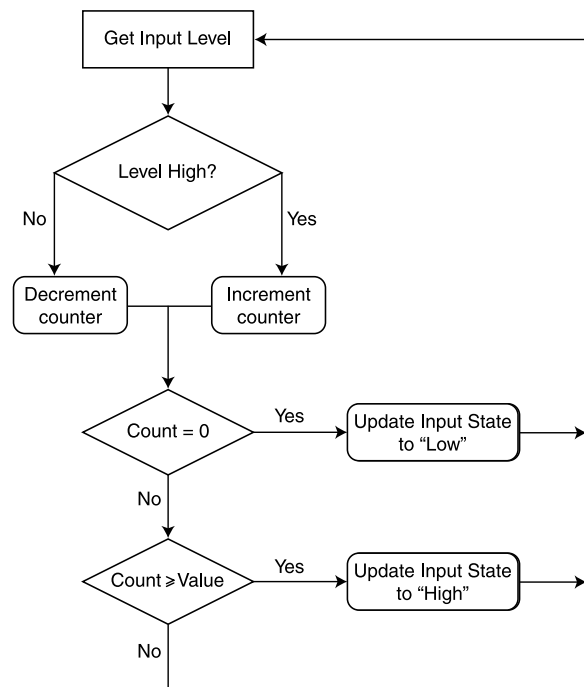 Get Input Level
Level High?
No
Yes
Decrement
counter
Increment
counter
Count = 0
Yes
Update Input State
to “Low”
No
Count ⩾ Value
Yes
Update Input State
to “High”
No